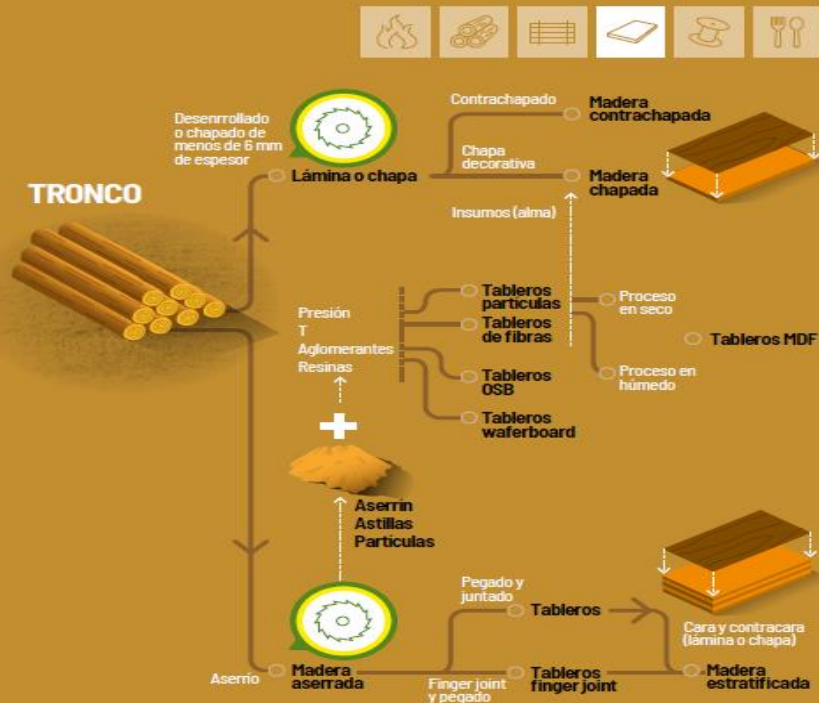 Desenrrollado
o chapado de
menos de 6 mm
de espesor
Lámina o chapa
Contrachapado
Madera
contrachapada
Chapa
decorativa
Madera
chapada
TRONCO
Insumos (alma)
Presión
T
Aglomerantes
Resinas
Tableros
partículas
Tableros
de fibras
Tableros
OSB
Tableros
waferboard
Proceso
en seco
Tableros MDF
Proceso en
húmedo
Aserrín
Astillas
Partículas
Aserrío
Madera
aserrada
Pegado y
juntado
Tableros
Finger joint
y pegado
Tableros
finger joint
Cara y contracara
(lámina o chapa)
Madera
estratificada